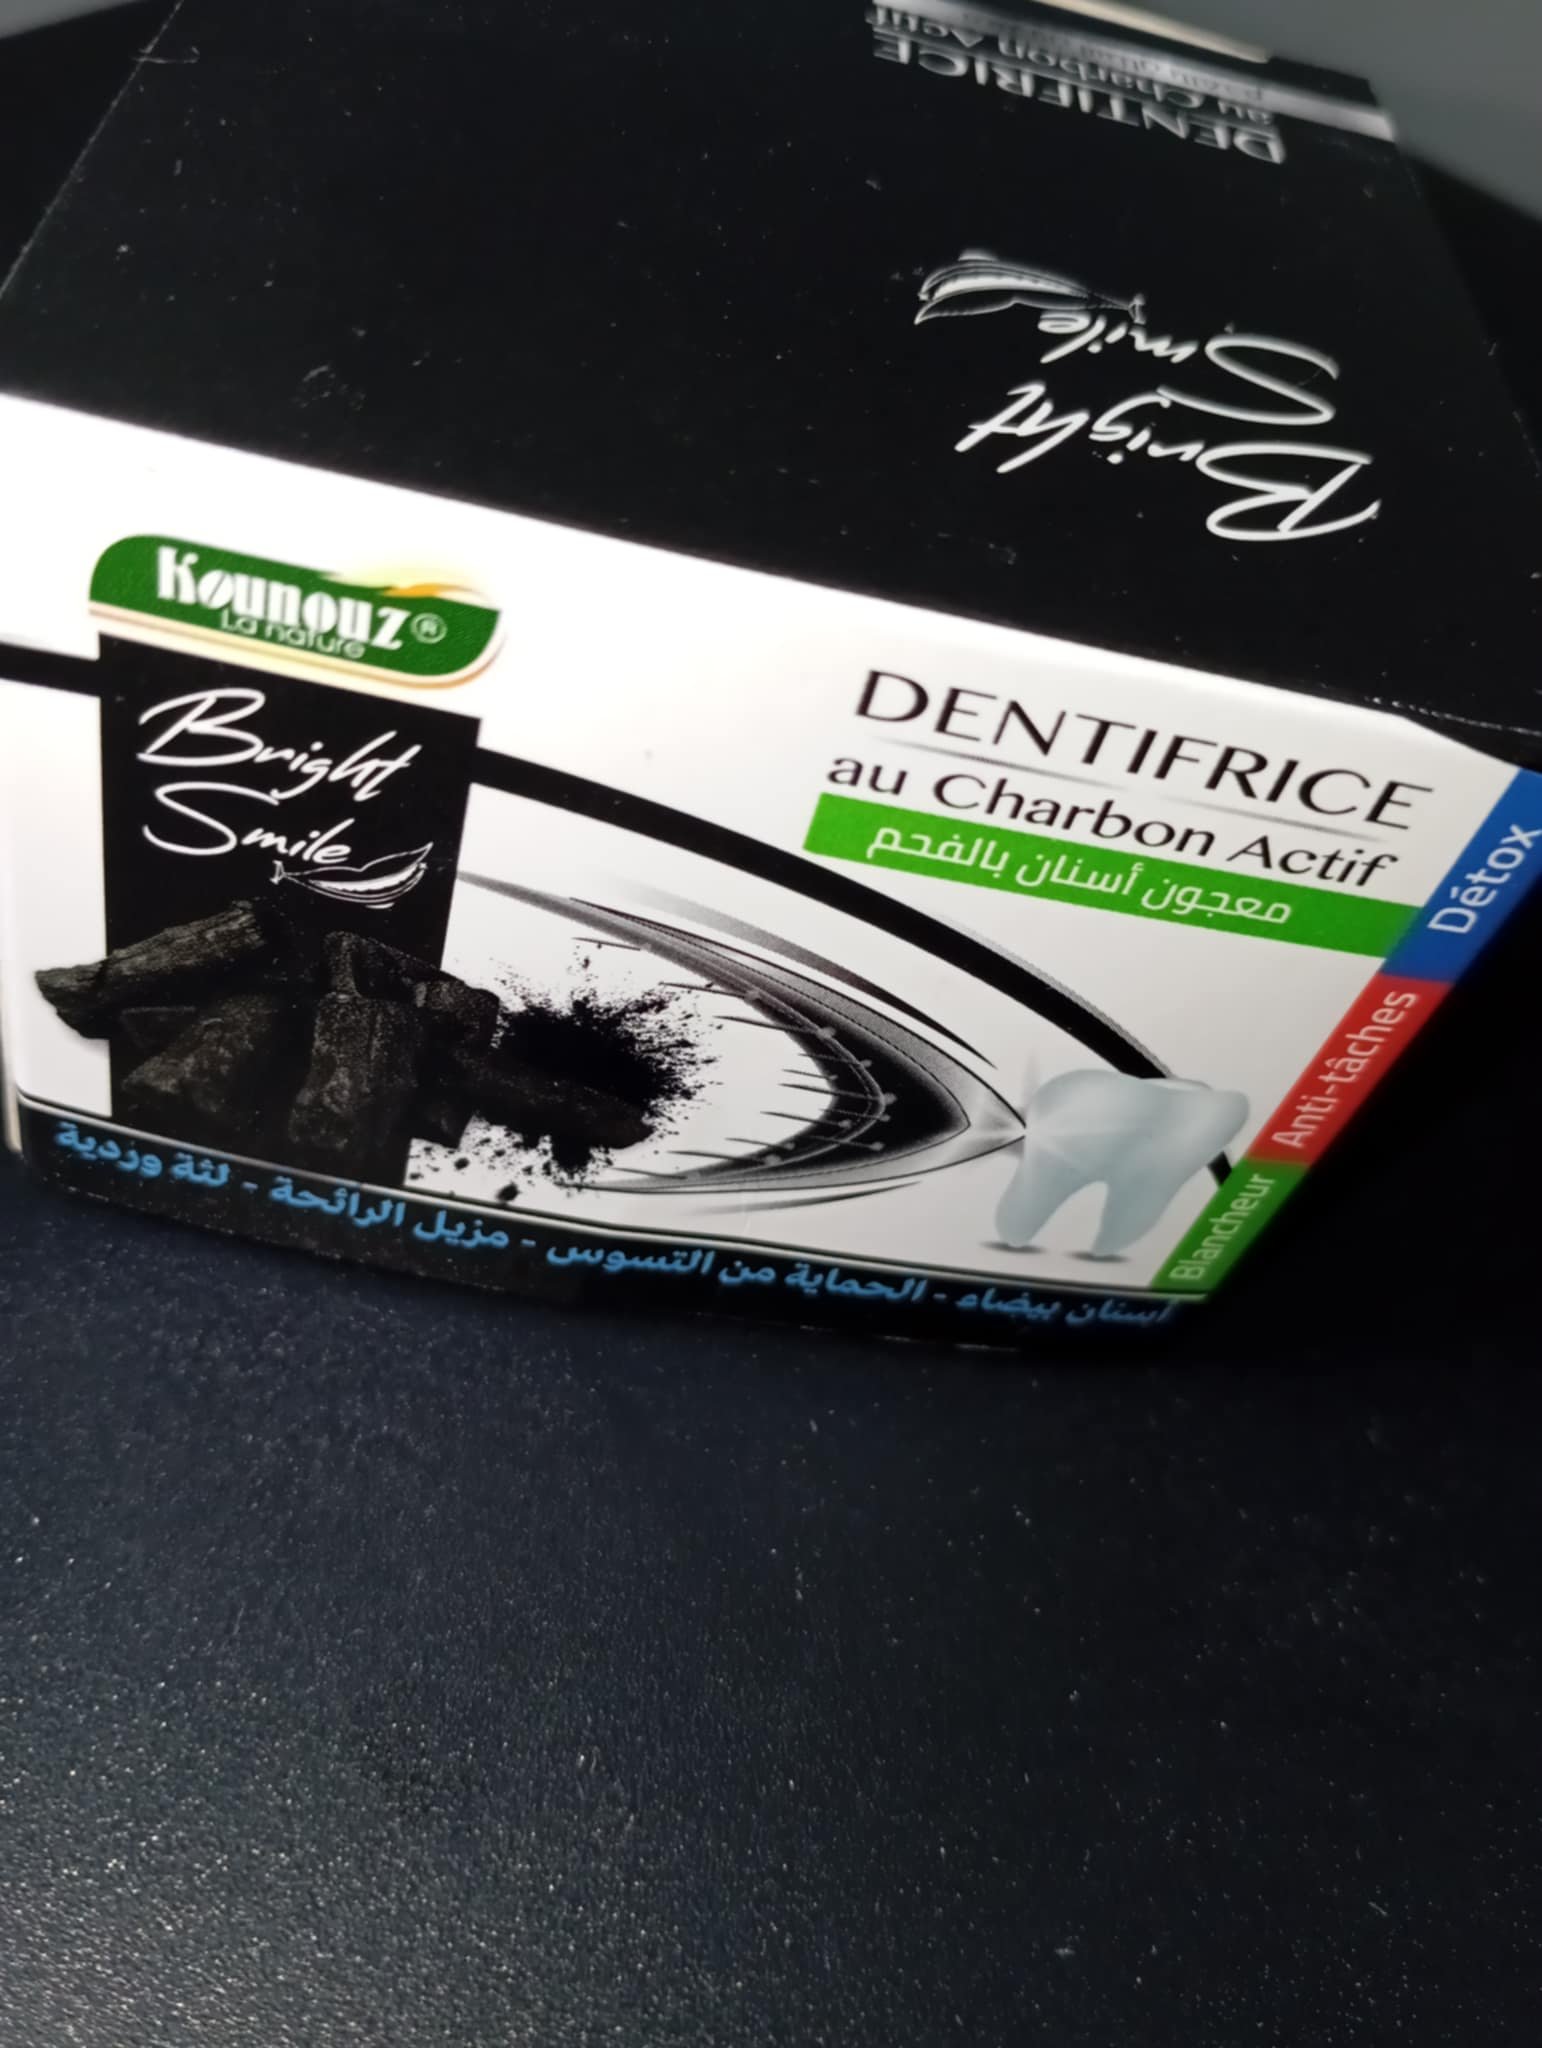 DENTIFRICE
au Charbon Actif
Bright
Smile
Kounouz®
La nature
Bright
Smile
DENTIFRICE
au Charbon Actif
معجون أسنان بالفحم
Détox
Anti-tâches
Blancheur
أسنان بيضاء - الحماية من التسوس - مزيل الرائحة - لثة وردية